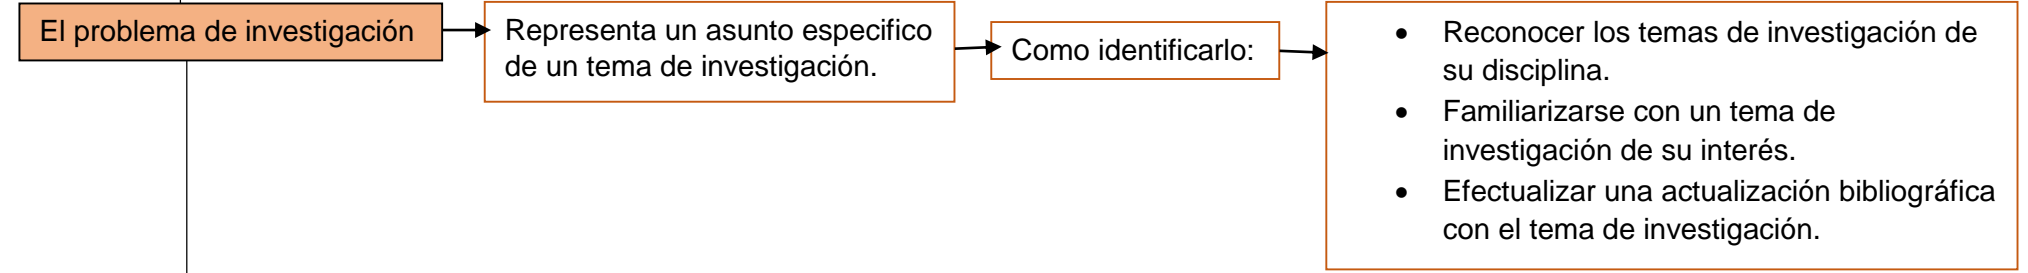 El problema de investigación
Representa un asunto especifico
de un tema de investigación.
Como identificarlo:
• Reconocer los temas de investigación de
su disciplina.
• Familiarizarse con un tema de
investigación de su interés.
• Efectualizar una actualización bibliográfica
con el tema de investigación.